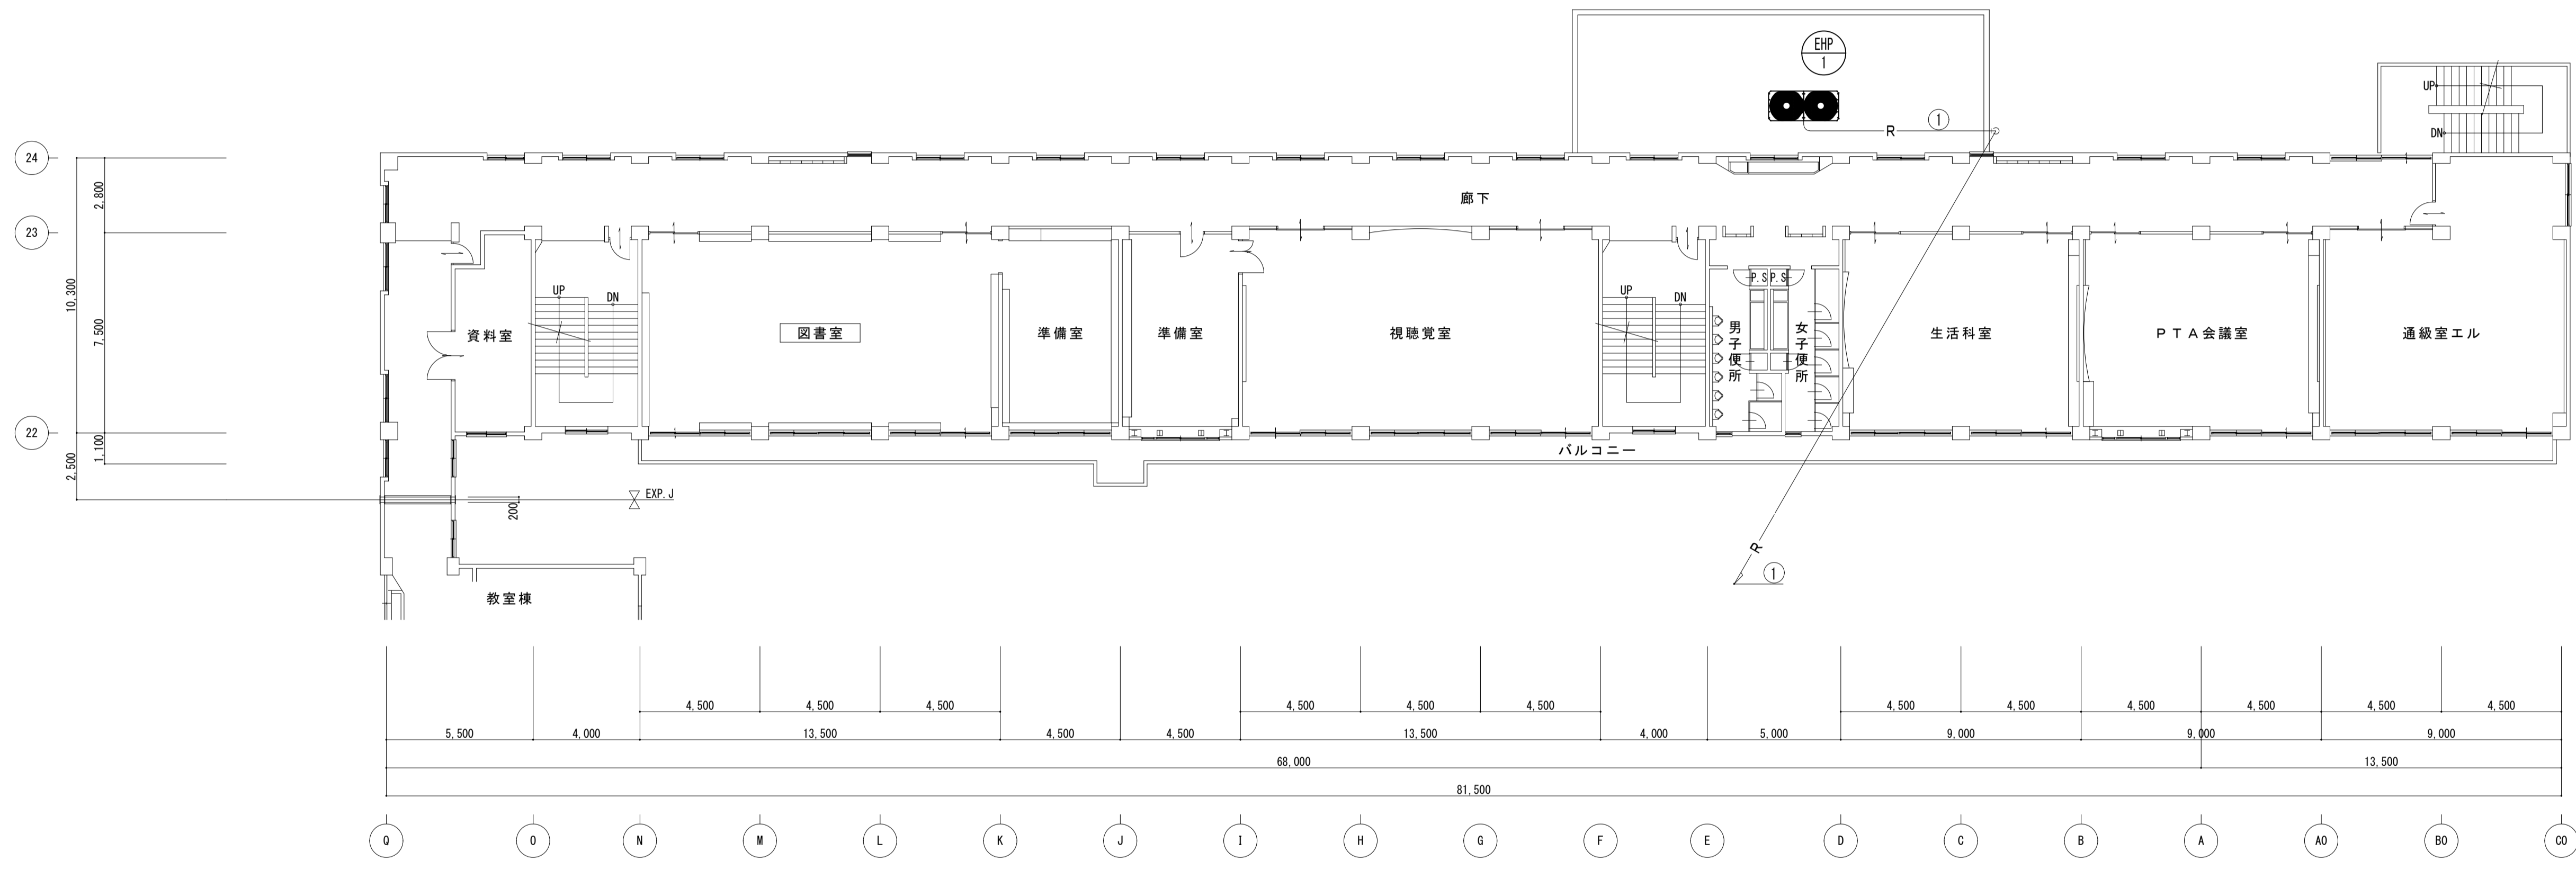 EHP
1
UP
DN
R
1
24
23
22
2,800
10,300
7,500
2,500
1,100
廊下
UP
DN
資料室
図書室
準備室
準備室
視聴覚室
UP
DN
P.S
P.S
男子便所
女子便所
生活科室
PTA会議室
通級室エル
バルコニー
EXP.J
200
R
1
教室棟
4,500
4,500
4,500
4,500
4,500
4,500
4,500
4,500
4,500
4,500
4,500
4,500
5,500
4,000
13,500
4,500
4,500
13,500
4,000
5,000
9,000
9,000
9,000
68,000
13,500
81,500
Q
O
N
M
L
K
J
I
H
G
F
E
D
C
B
A
A0
B0
C0